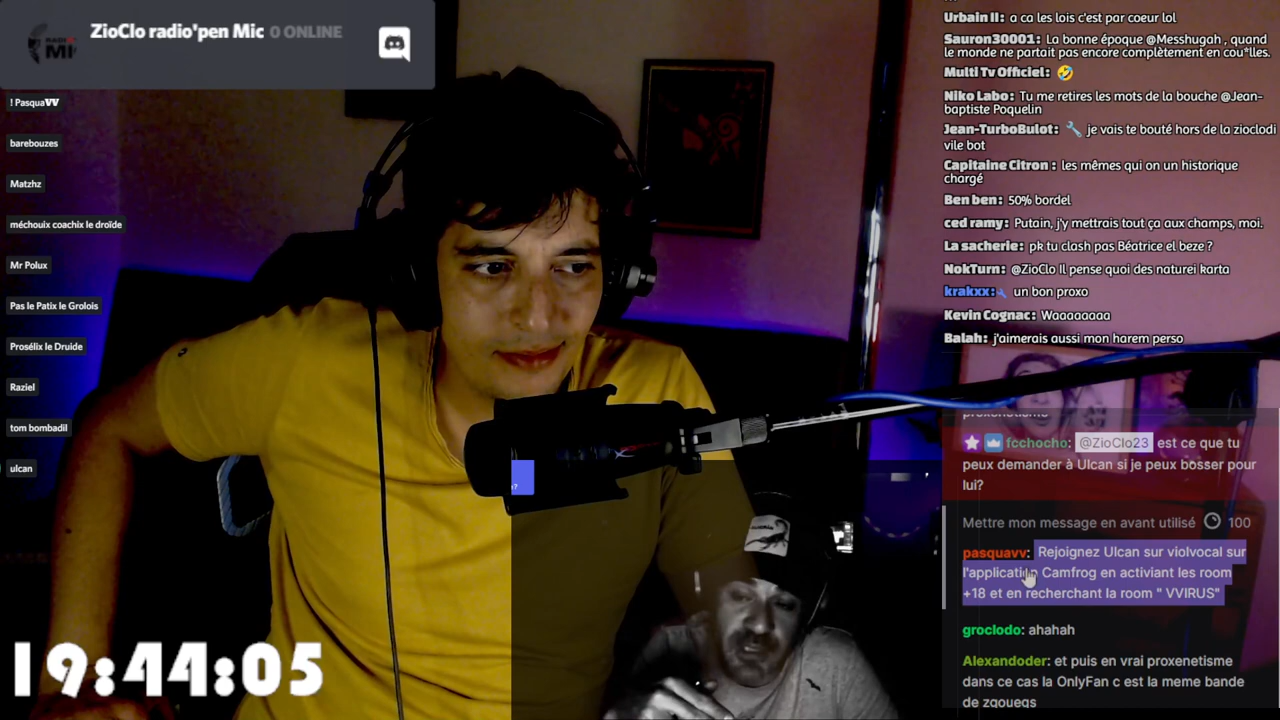 ZioClo radio'pen Mic 0 ONLINE
! PasquaVV
barebouzes
Matzhz
méchouix coachix le droïde
Mr Polux
Pas le Patix le Grolois
Prosélix le Druide
Raziel
tom bombadil
ulcan
19:44:05
Urbain II: a ca les lois c'est par coeur lol
Sauron30001: La bonne époque @Messhugah , quand
le monde ne partait pas encore complètement en cou*lles.
Multi Tv Officiel: 🤣
Niko Labo: Tu me retires les mots de la bouche @Jean-
baptiste Poquelin
Jean-TurboBulot: 🔧 je vais te bouté hors de la zioclodi
vile bot
Capitaine Citron : les mêmes qui on un historique
chargé
Ben ben: 50% bordel
ced ramy: Putain, j'y mettrais tout ça aux champs, moi.
La sacherie: pk tu clash pas Béatrice el beze ?
NokTurn: @ZioClo Il pense quoi des naturei karta
krakxx:🔧 un bon proxo
Kevin Cognac: Waaaaaaaa
Balah: j'aimerais aussi mon harem perso
proxenetisme
fcchocho: @ZioClo23 est ce que tu
peux demander à Ulcan si je peux bosser pour
lui?
Mettre mon message en avant utilisé 100
pasquavv: Rejoignez Ulcan sur violvocal sur
l'application Camfrog en activiant les room
+18 et en recherchant la room " VVIRUS"
groclodo: ahahah
Alexandoder: et puis en vrai proxenetisme
dans ce cas la OnlyFan c est la meme bande
de zgouegs